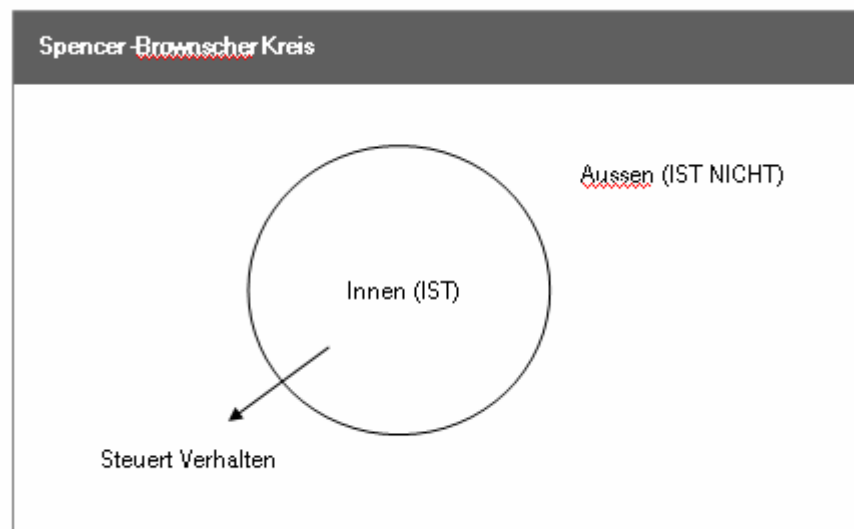 Spencer-Brownscher Kreis
Aussen (IST NICHT)
Innen (IST)
Steuert Verhalten